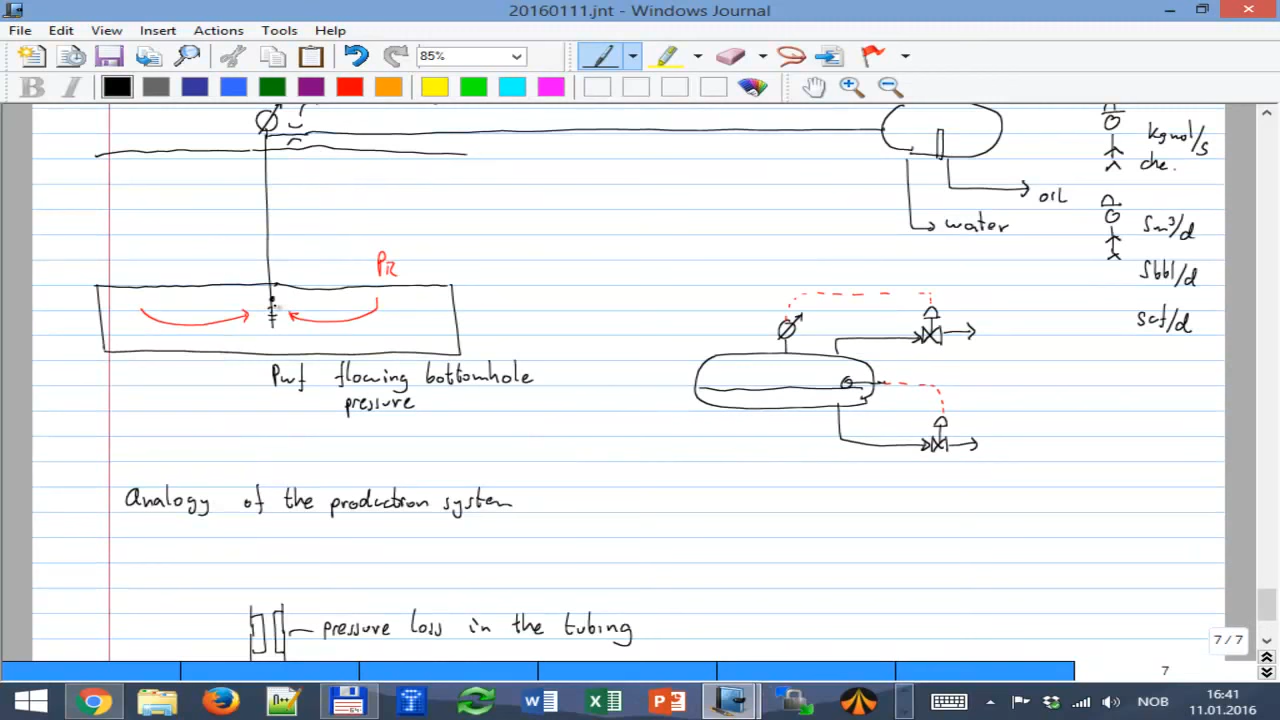 20160111.jnt - Windows Journal
File Edit View Insert Actions Tools Help
85%
B I
kgmol/s
oil
water
Sm³/d
Sbbl/d
scf/d
PR
Pwf flowing bottomhole
pressure
Analogy of the production system
pressure loss in the tubing
7 / 7
7
NOB
16:41
11.01.2016